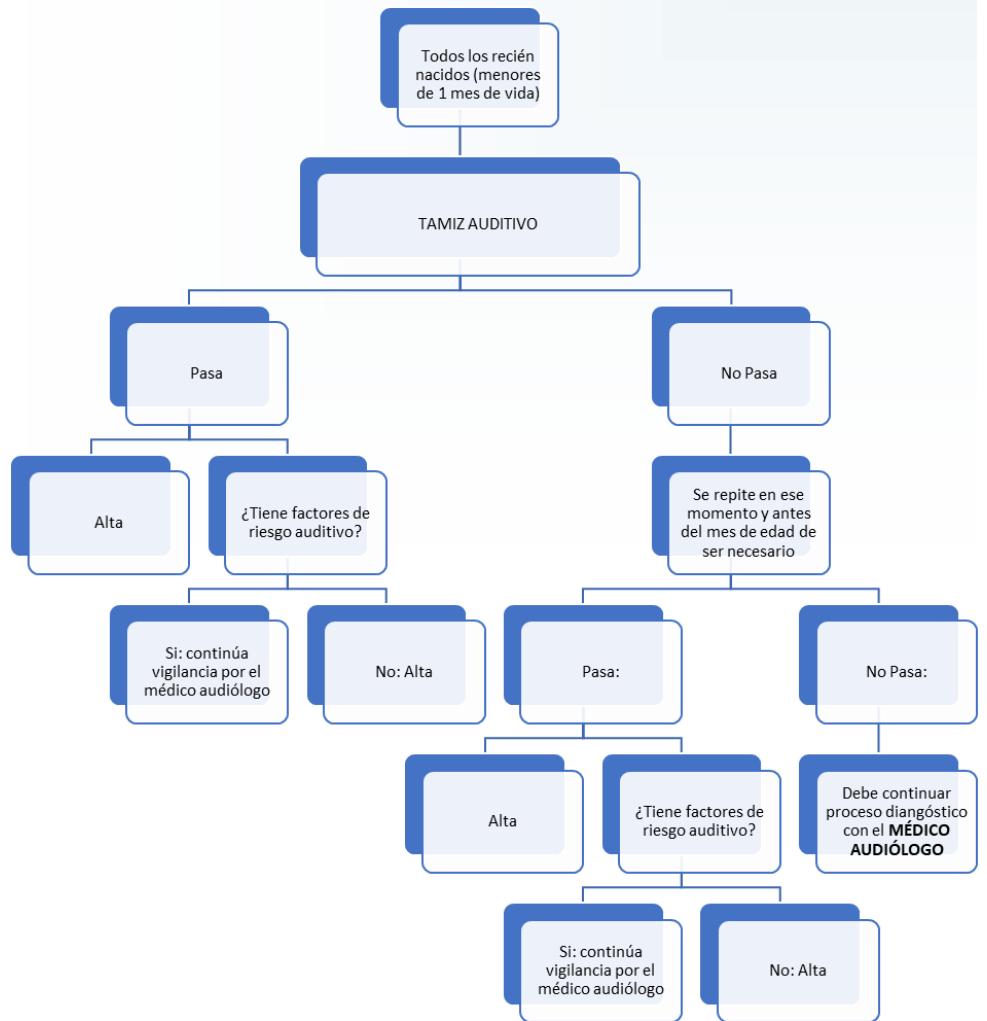 Todos los recién
nacidos (menores
de 1 mes de vida)
TAMIZ AUDITIVO
Pasa
No Pasa
Alta
¿Tiene factores de
riesgo auditivo?
Se repite en ese
momento y antes
del mes de edad de
ser necesario
Si: continúa
vigilancia por el
médico audiólogo
No: Alta
Pasa:
No Pasa:
Alta
¿Tiene factores de
riesgo auditivo?
Debe continuar
proceso diangóstico
con el MÉDICO
AUDIÓLOGO
Si: continúa
vigilancia por el
médico audiólogo
No: Alta